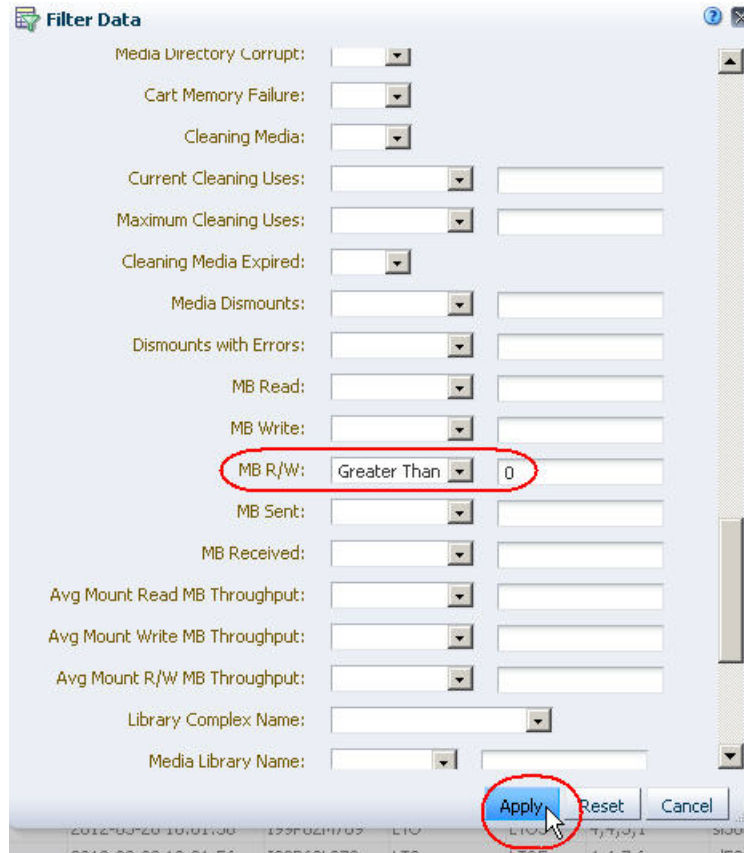 Filter Data
Media Directory Corrupt:
Cart Memory Failure:
Cleaning Media:
Current Cleaning Uses:
Maximum Cleaning Uses:
Cleaning Media Expired:
Media Dismounts:
Dismounts with Errors:
MB Read:
MB Write:
MB R/W: Greater Than 0
MB Sent:
MB Received:
Avg Mount Read MB Throughput:
Avg Mount Write MB Throughput:
Avg Mount R/W MB Throughput:
Library Complex Name:
Media Library Name:
Apply Reset Cancel